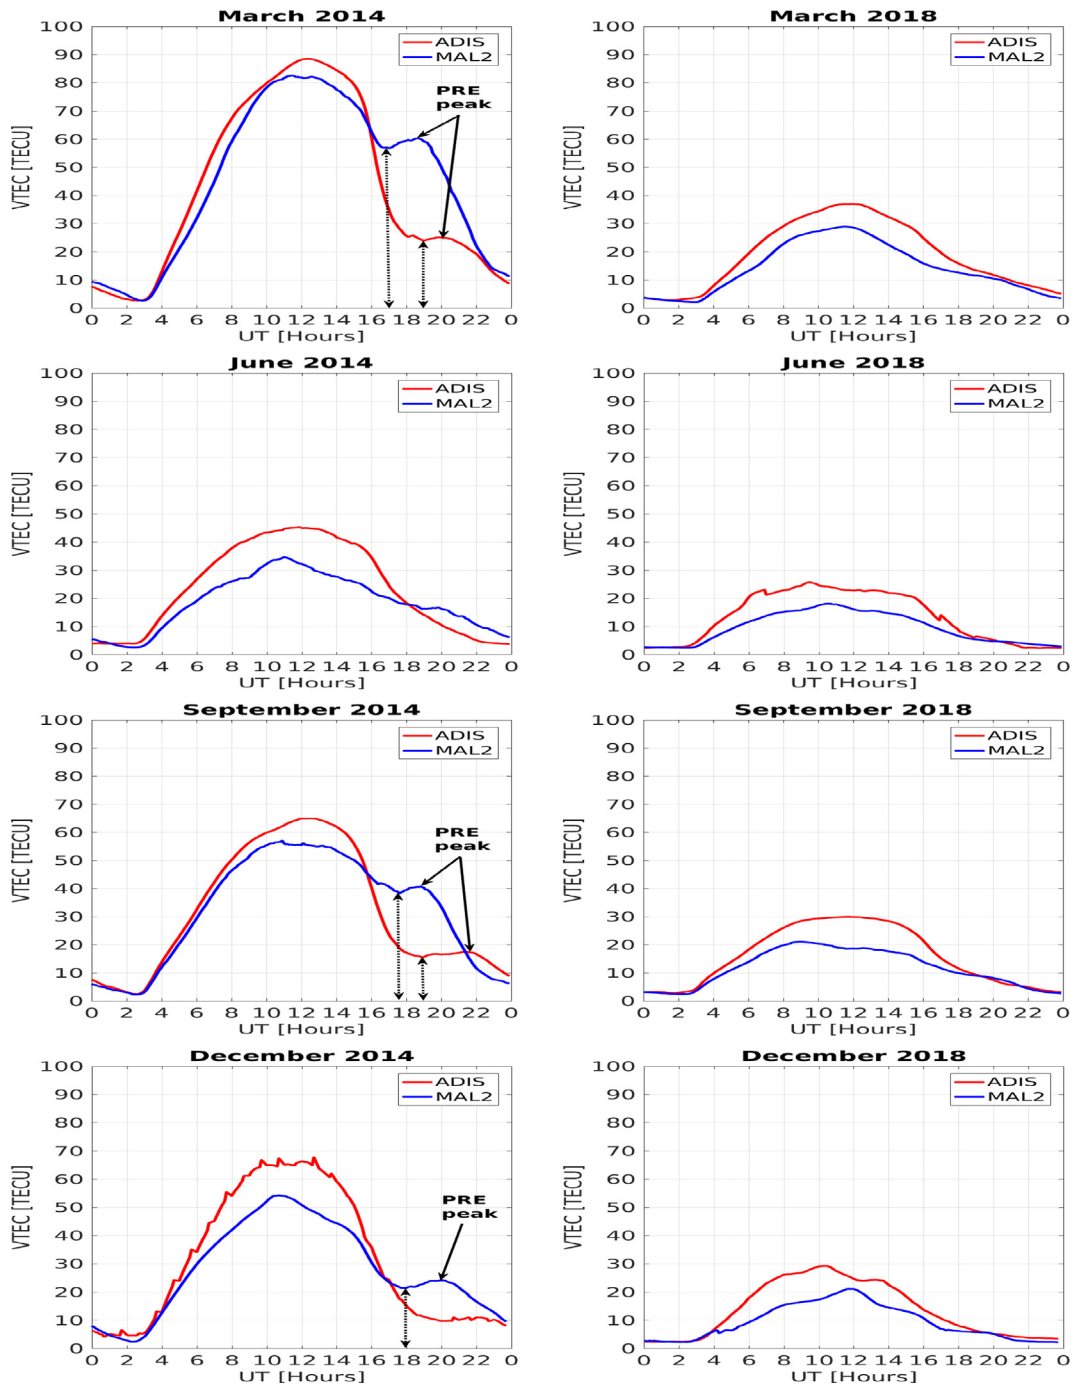 March 2014
VTEC [TECU]
100
90
80
70
60
50
40
30
20
10
0
ADIS
MAL2
PRE
peak
0 2 4 6 8 10 12 14 16 18 20 22 0
UT [Hours]
March 2018
VTEC [TECU]
100
90
80
70
60
50
40
30
20
10
0
ADIS
MAL2
0 2 4 6 8 10 12 14 16 18 20 22 0
UT [Hours]
June 2014
VTEC [TECU]
100
90
80
70
60
50
40
30
20
10
0
ADIS
MAL2
0 2 4 6 8 10 12 14 16 18 20 22 0
UT [Hours]
June 2018
VTEC [TECU]
100
90
80
70
60
50
40
30
20
10
0
ADIS
MAL2
0 2 4 6 8 10 12 14 16 18 20 22 0
UT [Hours]
September 2014
VTEC [TECU]
100
90
80
70
60
50
40
30
20
10
0
ADIS
MAL2
PRE
peak
0 2 4 6 8 10 12 14 16 18 20 22 0
UT [Hours]
September 2018
VTEC [TECU]
100
90
80
70
60
50
40
30
20
10
0
ADIS
MAL2
0 2 4 6 8 10 12 14 16 18 20 22 0
UT [Hours]
December 2014
VTEC [TECU]
100
90
80
70
60
50
40
30
20
10
0
ADIS
MAL2
PRE
peak
0 2 4 6 8 10 12 14 16 18 20 22 0
UT [Hours]
December 2018
VTEC [TECU]
100
90
80
70
60
50
40
30
20
10
0
ADIS
MAL2
0 2 4 6 8 10 12 14 16 18 20 22 0
UT [Hours]